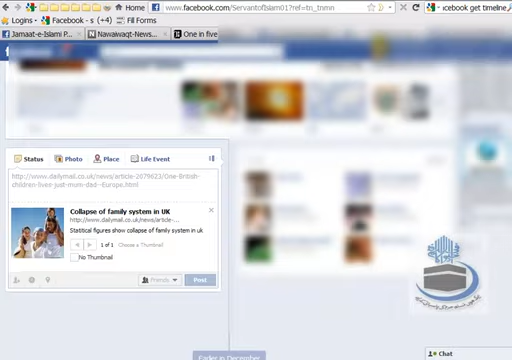 Home
www.facebook.com/ServantofIslam01?ref=tn_tnmn
icebook get timeline
Logins
Facebook - s (+4)
Fill Forms
Jamaat-e-Islami P...
Nawaiwaqt-News...
One in five
Status
Photo
Place
Life Event
http://www.dailymail.co.uk/news/article-2079623/One-British-
children-lives-just-mum-dad--Europe.html
Collapse of family system in UK
http://www.dailymail.co.uk/news/article-...
Statitical figures show collapse of family system in uk
1 of 1 Choose a Thumbnail
No Thumbnail
Friends
Post
Earlier in December
Chat